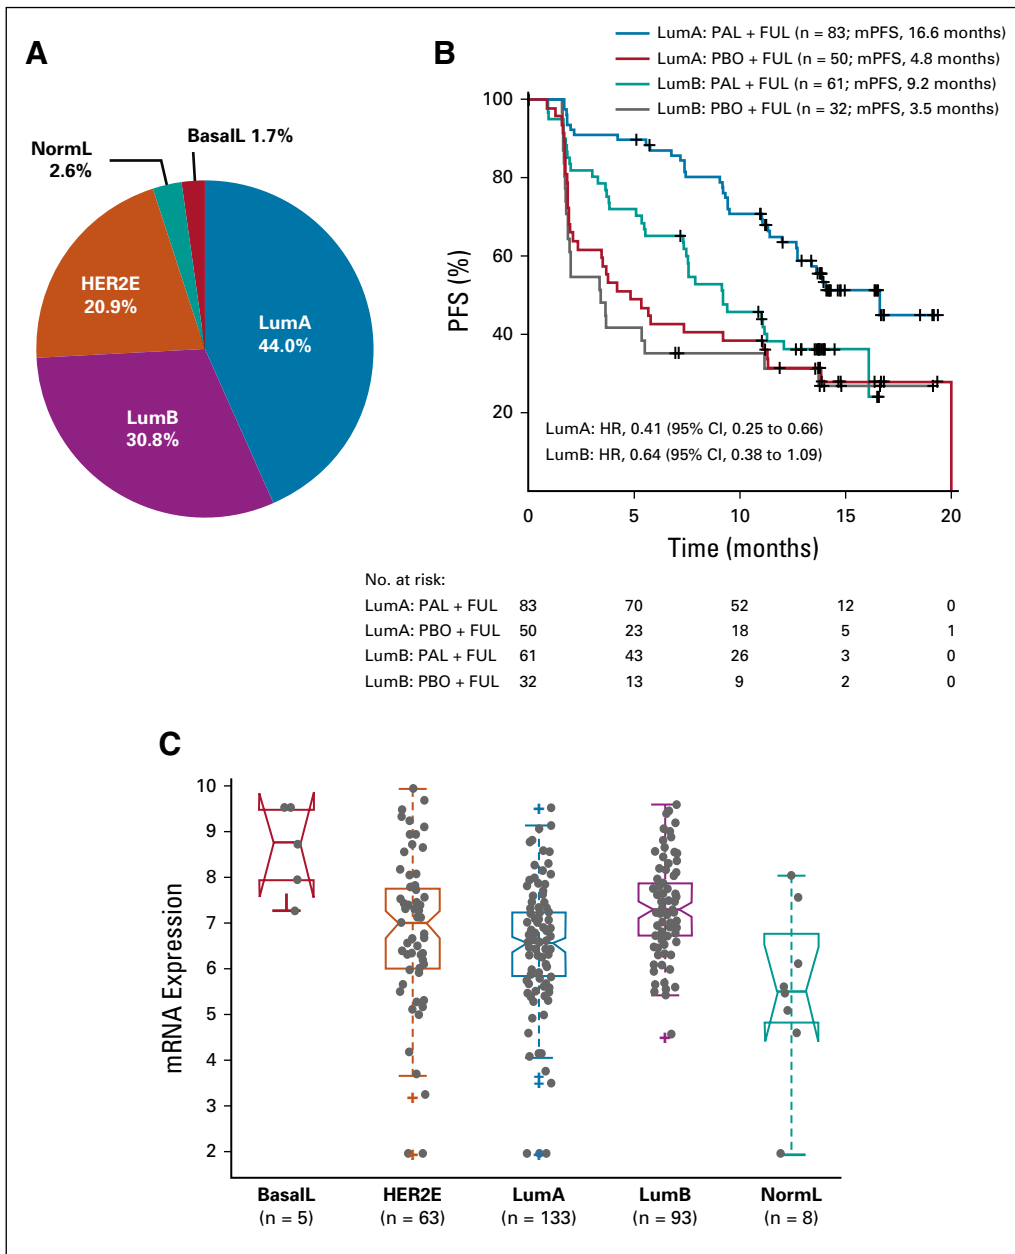 A
BasalL 1.7%
NormL
2.6%
HER2E
20.9%
LumA
44.0%
LumB
30.8%
B
LumA: PAL + FUL (n = 83; mPFS, 16.6 months)
LumA: PBO + FUL (n = 50; mPFS, 4.8 months)
LumB: PAL + FUL (n = 61; mPFS, 9.2 months)
LumB: PBO + FUL (n = 32; mPFS, 3.5 months)
PFS (%)
100
80
60
40
20
LumA: HR, 0.41 (95% CI, 0.25 to 0.66)
LumB: HR, 0.64 (95% CI, 0.38 to 1.09)
0 5 10 15 20
Time (months)
No. at risk:
LumA: PAL + FUL 83 70 52 12 0
LumA: PBO + FUL 50 23 18 5 1
LumB: PAL + FUL 61 43 26 3 0
LumB: PBO + FUL 32 13 9 2 0
C
mRNA Expression
10
9
8
7
6
5
4
3
2
BasalL HER2E LumA LumB NormL
(n = 5) (n = 63) (n = 133) (n = 93) (n = 8)